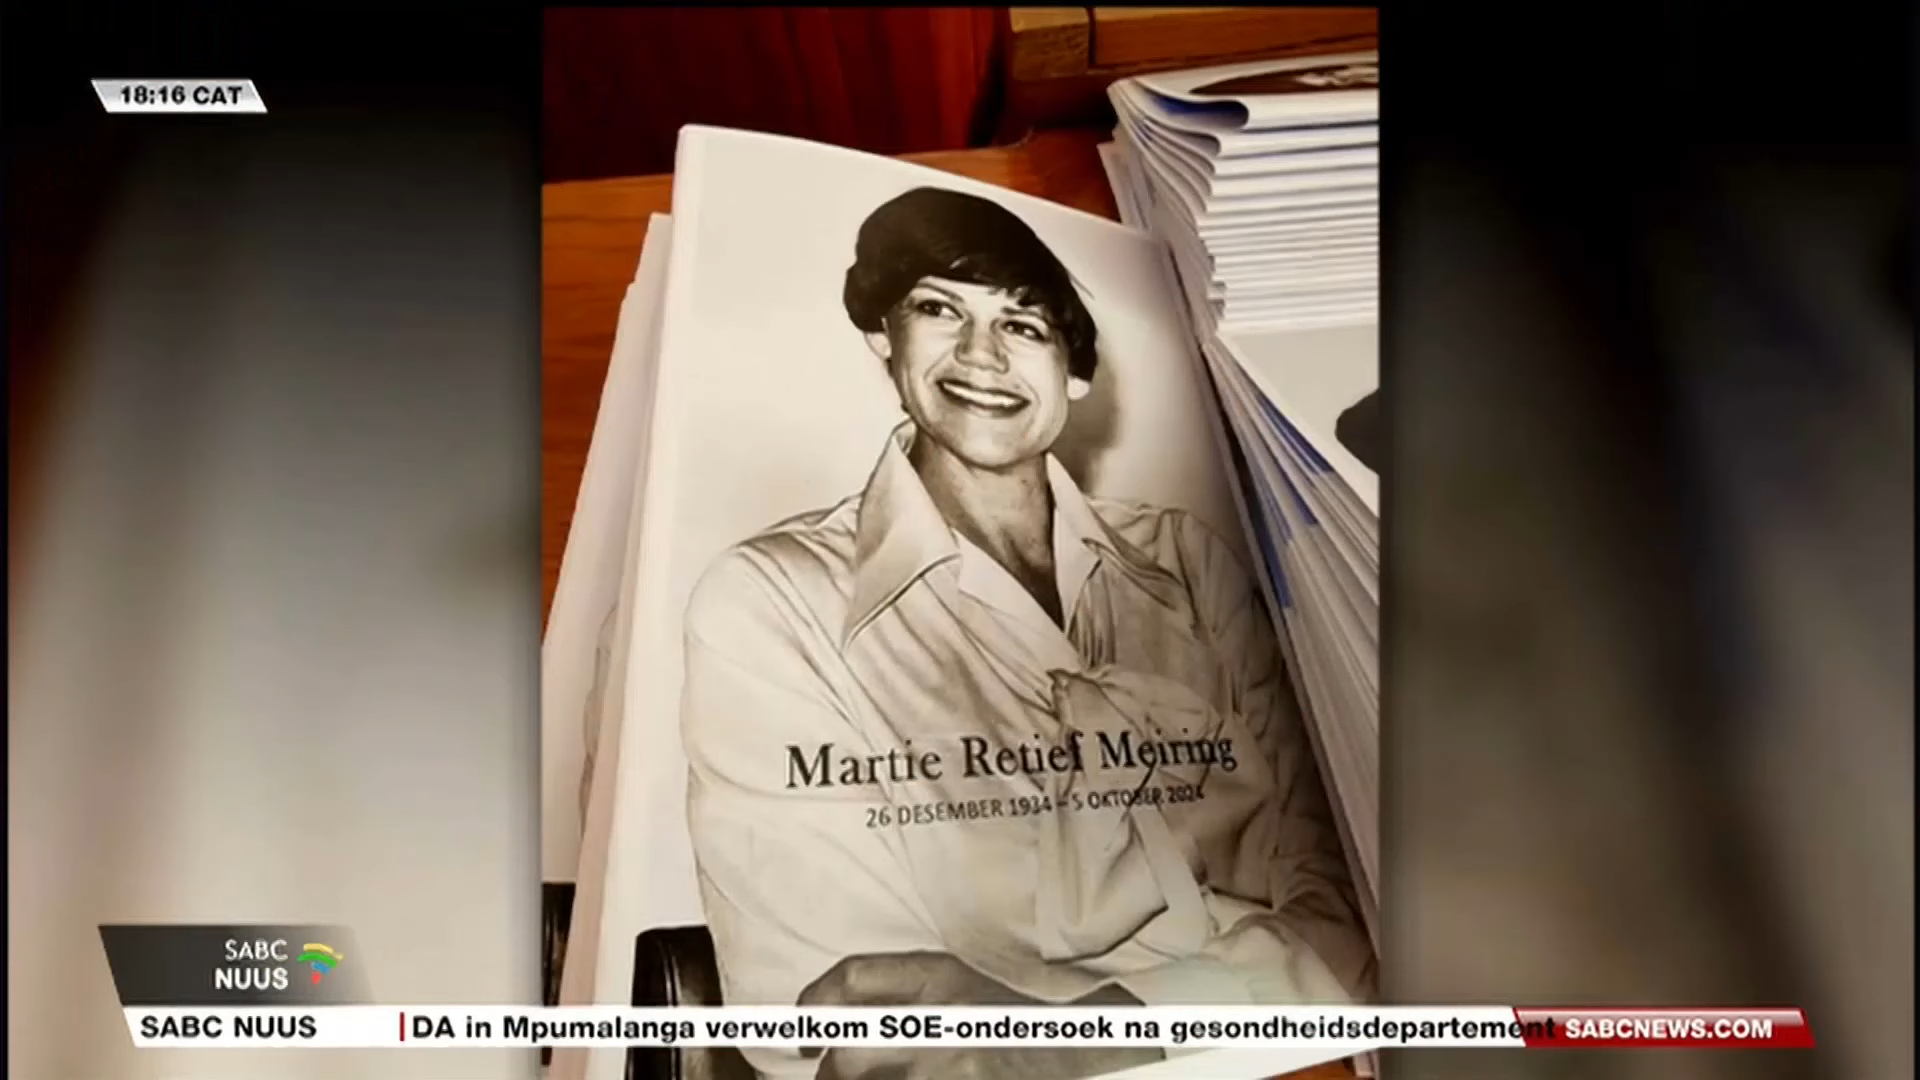 18:16 CAT
Martie Retief Meiring
26 DESEMBER 1934 – 5 OKTOBER 2024
SABC
NUUS
SABC NUUS
DA in Mpumalanga verwelkom SOE-ondersoek na gesondheidsdepartement
SABCNEWS.COM